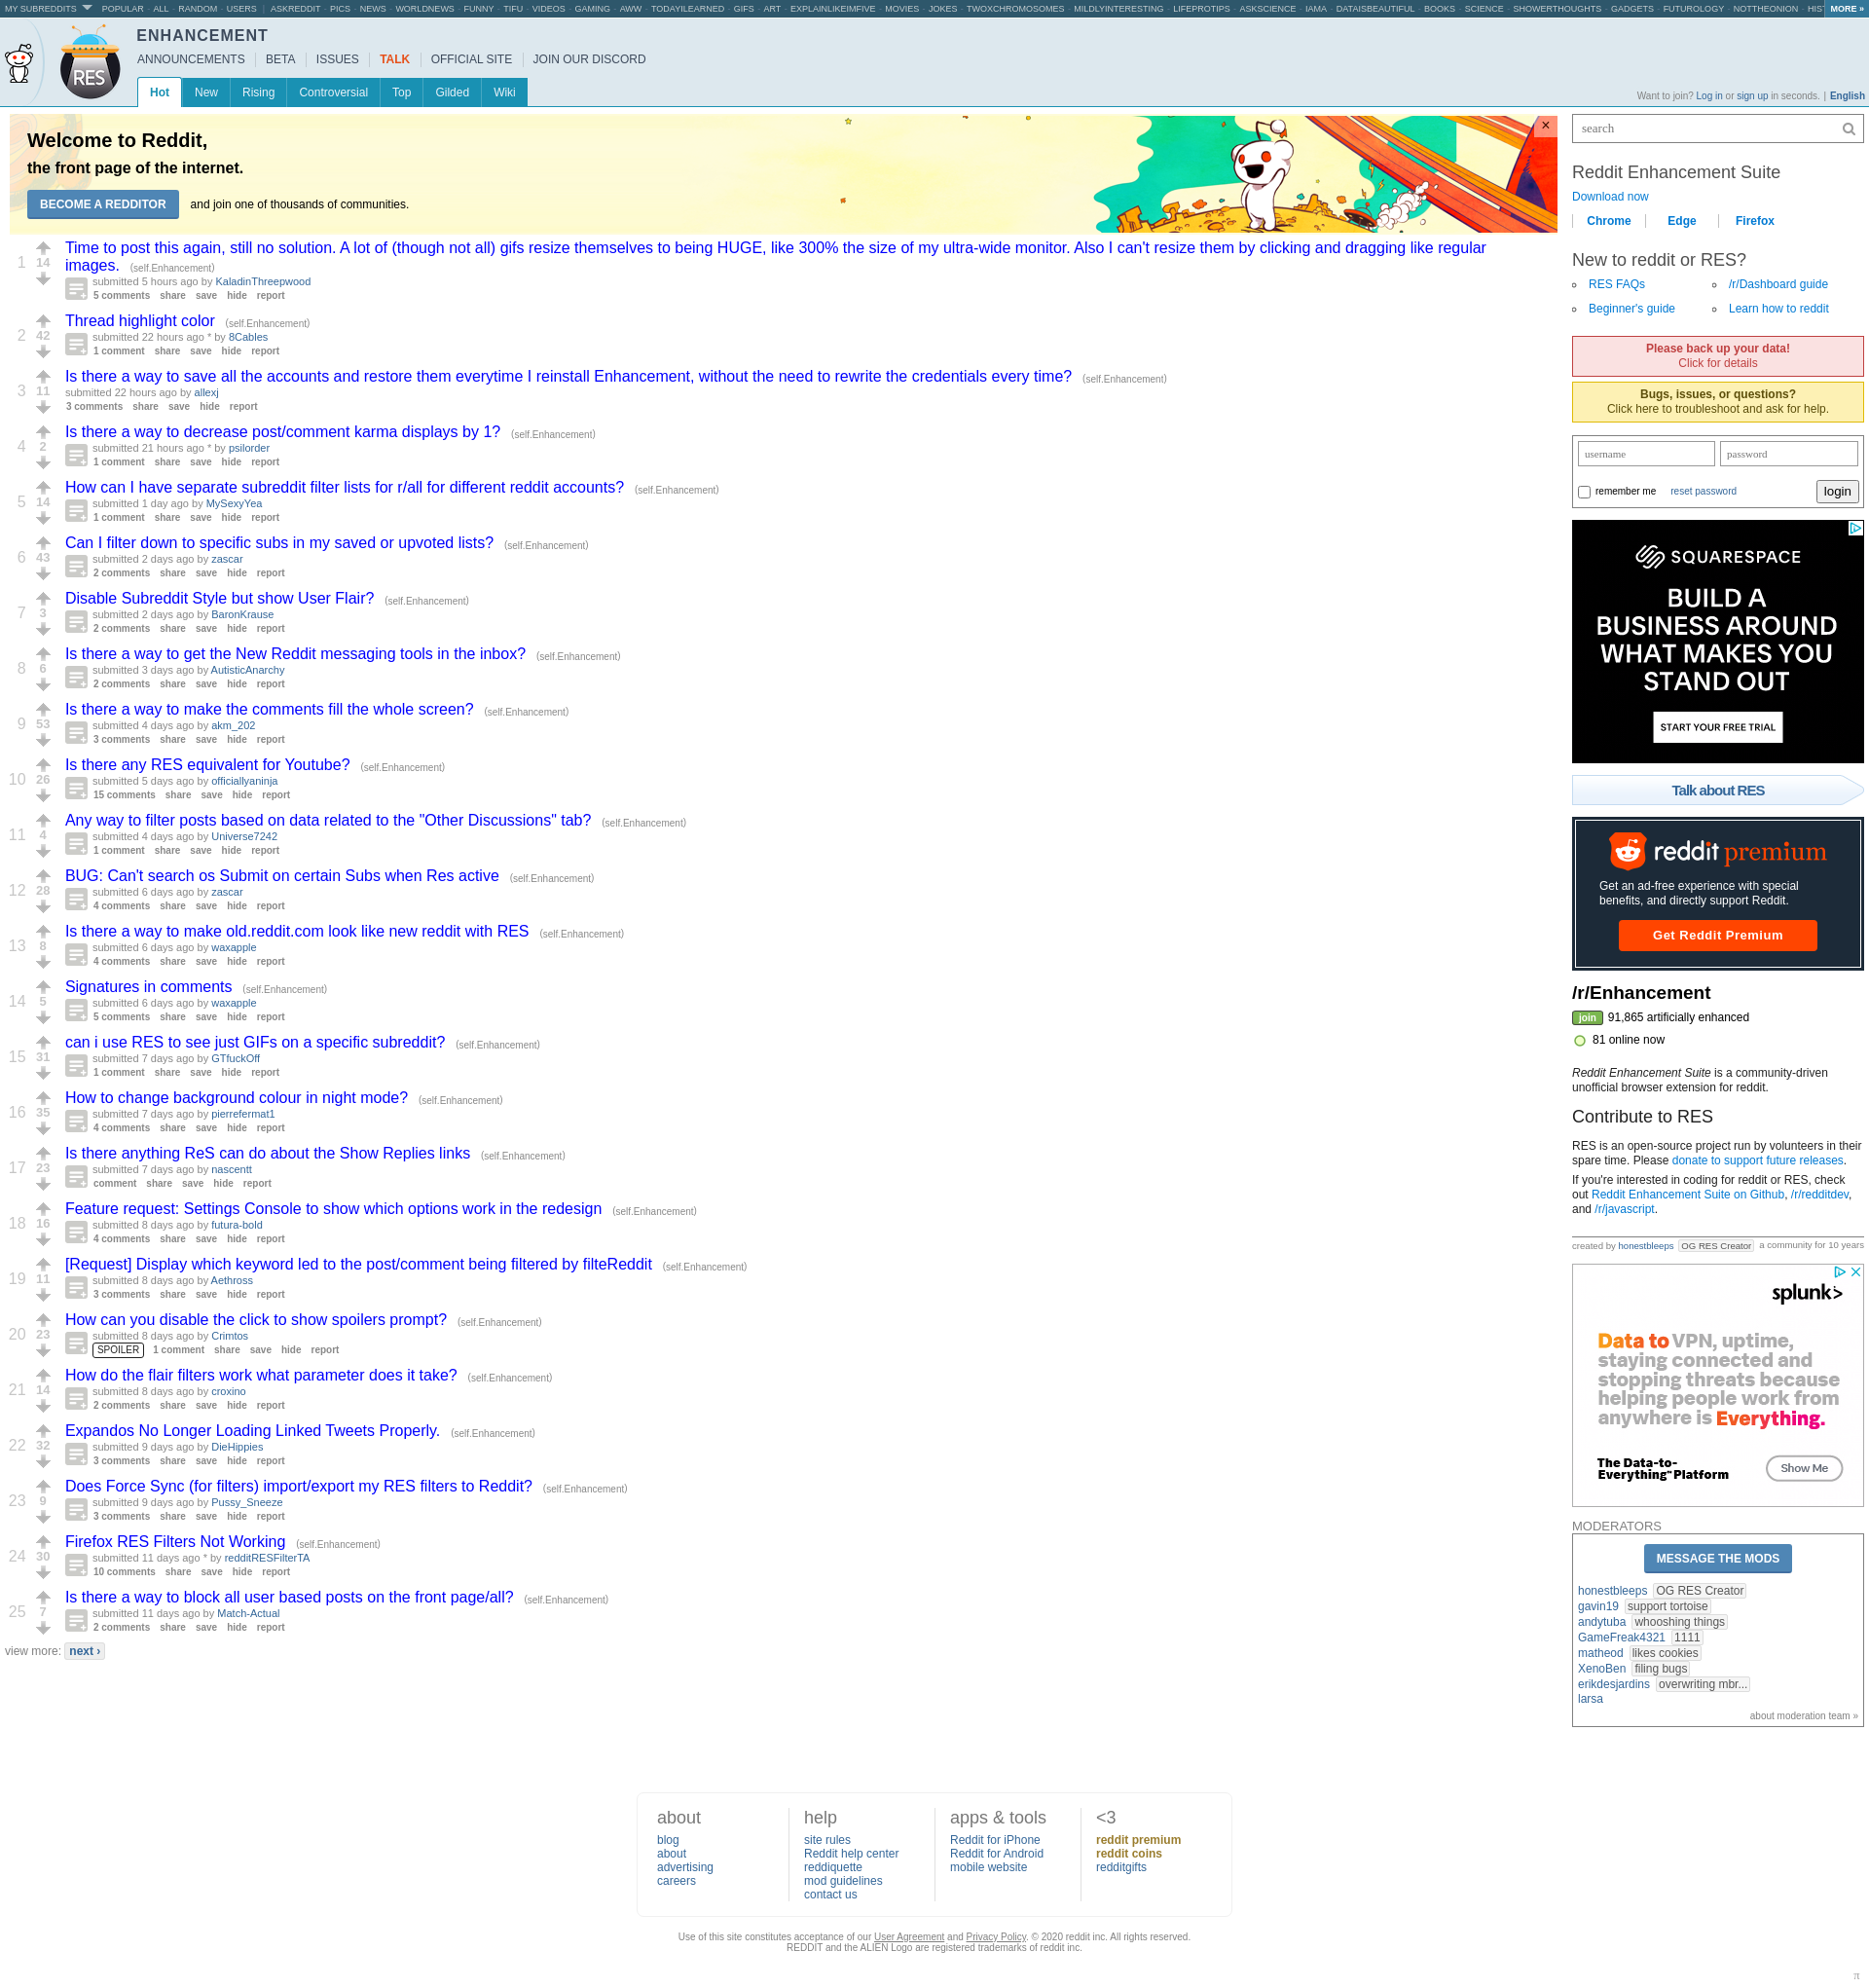 MY SUBREDDITS POPULAR - ALL - RANDOM - USERS | ASKREDDIT - PICS - NEWS - WORLDNEWS - FUNNY - TIFU - VIDEOS - GAMING - AWW - TODAYILEARNED - GIFS - ART - EXPLAINLIKEIMFIVE - MOVIES - JOKES - TWOXCHROMOSOMES - MILDLYINTERESTING - LIFEPROTIPS - ASKSCIENCE - IAMA - DATAISBEAUTIFUL - BOOKS - SCIENCE - SHOWERTHOUGHTS - GADGETS - FUTUROLOGY - NOTTHEONION - HIST MORE »
RES
ENHANCEMENT
ANNOUNCEMENTS BETA ISSUES TALK OFFICIAL SITE JOIN OUR DISCORD
Hot New Rising Controversial Top Gilded Wiki
Want to join? Log in or sign up in seconds. | English
Welcome to Reddit,
the front page of the internet.
BECOME A REDDITOR and join one of thousands of communities.
×
1 14 Time to post this again, still no solution. A lot of (though not all) gifs resize themselves to being HUGE, like 300% the size of my ultra-wide monitor. Also I can't resize them by clicking and dragging like regular
images. (self.Enhancement)
submitted 5 hours ago by KaladinThreepwood
5 comments share save hide report
2 42 Thread highlight color (self.Enhancement)
submitted 22 hours ago * by 8Cables
1 comment share save hide report
3 11 Is there a way to save all the accounts and restore them everytime I reinstall Enhancement, without the need to rewrite the credentials every time? (self.Enhancement)
submitted 22 hours ago by allexj
3 comments share save hide report
4 2 Is there a way to decrease post/comment karma displays by 1? (self.Enhancement)
submitted 21 hours ago * by psilorder
1 comment share save hide report
5 14 How can I have separate subreddit filter lists for r/all for different reddit accounts? (self.Enhancement)
submitted 1 day ago by MySexyYea
1 comment share save hide report
6 43 Can I filter down to specific subs in my saved or upvoted lists? (self.Enhancement)
submitted 2 days ago by zascar
2 comments share save hide report
7 3 Disable Subreddit Style but show User Flair? (self.Enhancement)
submitted 2 days ago by BaronKrause
2 comments share save hide report
8 6 Is there a way to get the New Reddit messaging tools in the inbox? (self.Enhancement)
submitted 3 days ago by AutisticAnarchy
2 comments share save hide report
9 53 Is there a way to make the comments fill the whole screen? (self.Enhancement)
submitted 4 days ago by akm_202
3 comments share save hide report
10 26 Is there any RES equivalent for Youtube? (self.Enhancement)
submitted 5 days ago by officiallyaninja
15 comments share save hide report
11 4 Any way to filter posts based on data related to the "Other Discussions" tab? (self.Enhancement)
submitted 4 days ago by Universe7242
1 comment share save hide report
12 28 BUG: Can't search os Submit on certain Subs when Res active (self.Enhancement)
submitted 6 days ago by zascar
4 comments share save hide report
13 8 Is there a way to make old.reddit.com look like new reddit with RES (self.Enhancement)
submitted 6 days ago by waxapple
4 comments share save hide report
14 5 Signatures in comments (self.Enhancement)
submitted 6 days ago by waxapple
5 comments share save hide report
15 31 can i use RES to see just GIFs on a specific subreddit? (self.Enhancement)
submitted 7 days ago by GTfuckOff
1 comment share save hide report
16 35 How to change background colour in night mode? (self.Enhancement)
submitted 7 days ago by pierrefermat1
4 comments share save hide report
17 23 Is there anything ReS can do about the Show Replies links (self.Enhancement)
submitted 7 days ago by nascentt
comment share save hide report
18 16 Feature request: Settings Console to show which options work in the redesign (self.Enhancement)
submitted 8 days ago by futura-bold
4 comments share save hide report
19 11 [Request] Display which keyword led to the post/comment being filtered by filteReddit (self.Enhancement)
submitted 8 days ago by Aethross
3 comments share save hide report
20 23 How can you disable the click to show spoilers prompt? (self.Enhancement)
submitted 8 days ago by Crimtos
SPOILER 1 comment share save hide report
21 14 How do the flair filters work what parameter does it take? (self.Enhancement)
submitted 8 days ago by croxino
2 comments share save hide report
22 32 Expandos No Longer Loading Linked Tweets Properly. (self.Enhancement)
submitted 9 days ago by DieHippies
3 comments share save hide report
23 9 Does Force Sync (for filters) import/export my RES filters to Reddit? (self.Enhancement)
submitted 9 days ago by Pussy_Sneeze
3 comments share save hide report
24 30 Firefox RES Filters Not Working (self.Enhancement)
submitted 11 days ago * by redditRESFilterTA
10 comments share save hide report
25 7 Is there a way to block all user based posts on the front page/all? (self.Enhancement)
submitted 11 days ago by Match-Actual
2 comments share save hide report
view more: next ›
search
Reddit Enhancement Suite
Download now
Chrome Edge Firefox
New to reddit or RES?
RES FAQs /r/Dashboard guide
Beginner's guide Learn how to reddit
Please back up your data!
Click for details
Bugs, issues, or questions?
Click here to troubleshoot and ask for help.
username password
remember me reset password login
SQUARESPACE
BUILD A
BUSINESS AROUND
WHAT MAKES YOU
STAND OUT
START YOUR FREE TRIAL
Talk about RES
reddit premium
Get an ad-free experience with special
benefits, and directly support Reddit.
Get Reddit Premium
/r/Enhancement
join 91,865 artificially enhanced
81 online now
Reddit Enhancement Suite is a community-driven
unofficial browser extension for reddit.
Contribute to RES
RES is an open-source project run by volunteers in their
spare time. Please donate to support future releases.
If you're interested in coding for reddit or RES, check
out Reddit Enhancement Suite on Github, /r/redditdev,
and /r/javascript.
created by honestbleeps OG RES Creator a community for 10 years
splunk>
Data to VPN, uptime,
staying connected and
stopping threats because
helping people work from
anywhere is Everything.
The Data-to-
Everything™ Platform
Show Me
MODERATORS
MESSAGE THE MODS
honestbleeps OG RES Creator
gavin19 support tortoise
andytuba whooshing things
GameFreak4321 1111
matheod likes cookies
XenoBen filing bugs
erikdesjardins overwriting mbr...
larsa
about moderation team »
about
blog
about
advertising
careers
help
site rules
Reddit help center
reddiquette
mod guidelines
contact us
apps & tools
Reddit for iPhone
Reddit for Android
mobile website
<3
reddit premium
reddit coins
redditgifts
Use of this site constitutes acceptance of our User Agreement and Privacy Policy. © 2020 reddit inc. All rights reserved.
REDDIT and the ALIEN Logo are registered trademarks of reddit inc.
π